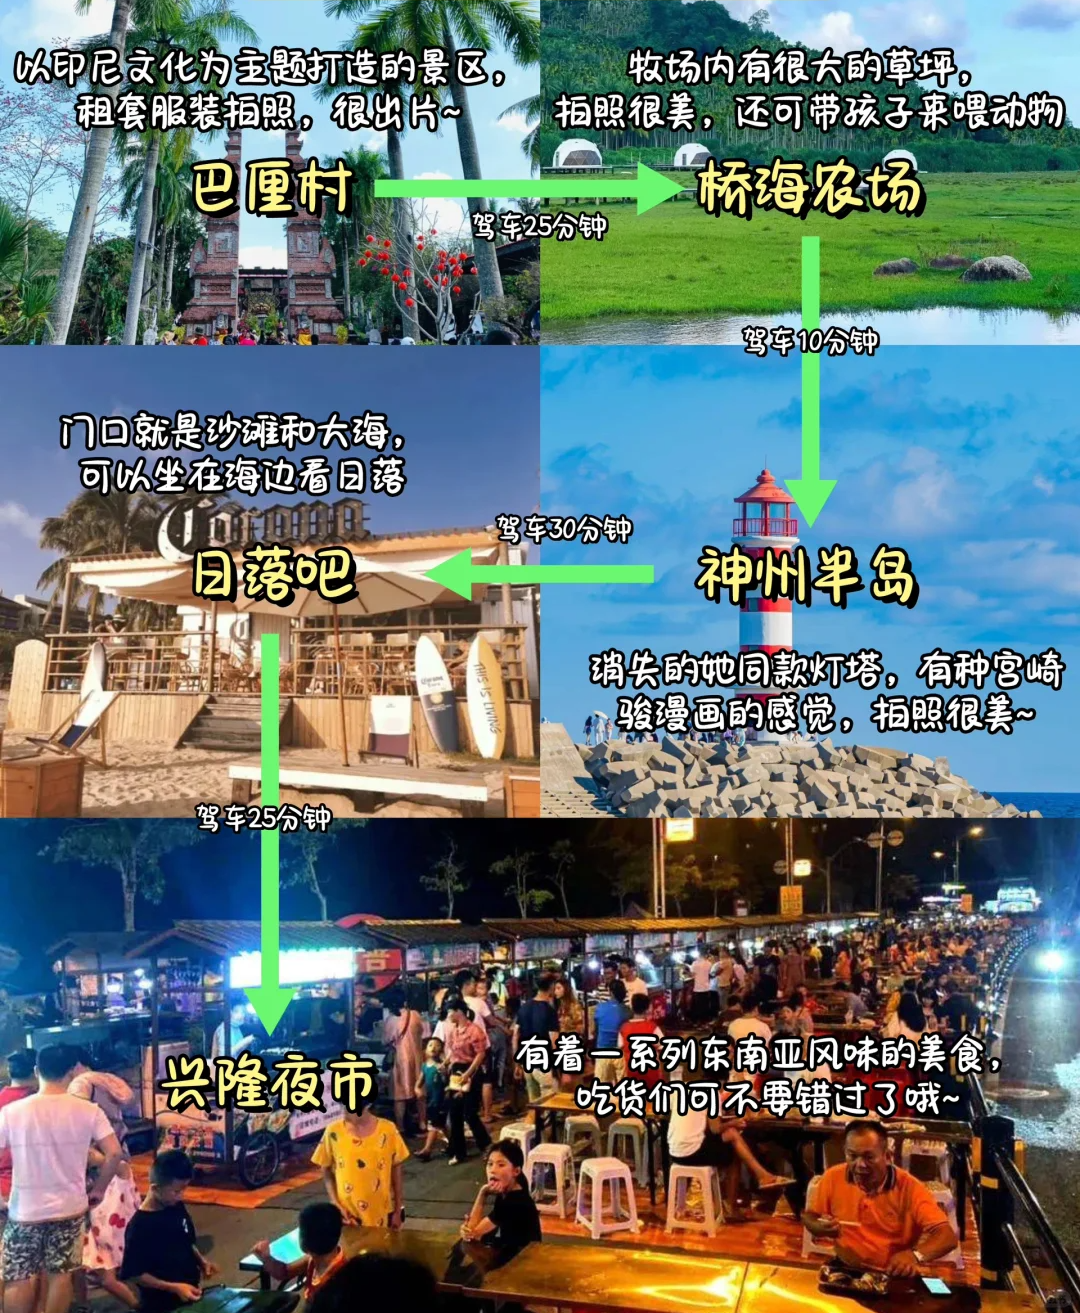 以印尼文化为主题打造的景区，
租套服装拍照，很出片~
巴厘村
驾车25分钟
牧场内有很大的草坪，
拍照很美，还可带孩子来喂动物
桥海农场
驾车10分钟
门口就是沙滩和大海，
可以坐在海边看日落
Corona
日落吧
驾车30分钟
神州半岛
消失的她同款灯塔，有种宫崎
骏漫画的感觉，拍照很美~
Corona
THIS IS LIVING
驾车25分钟
兴隆夜市
有着一系列东南亚风味的美食，
吃货们可不要错过了哦~